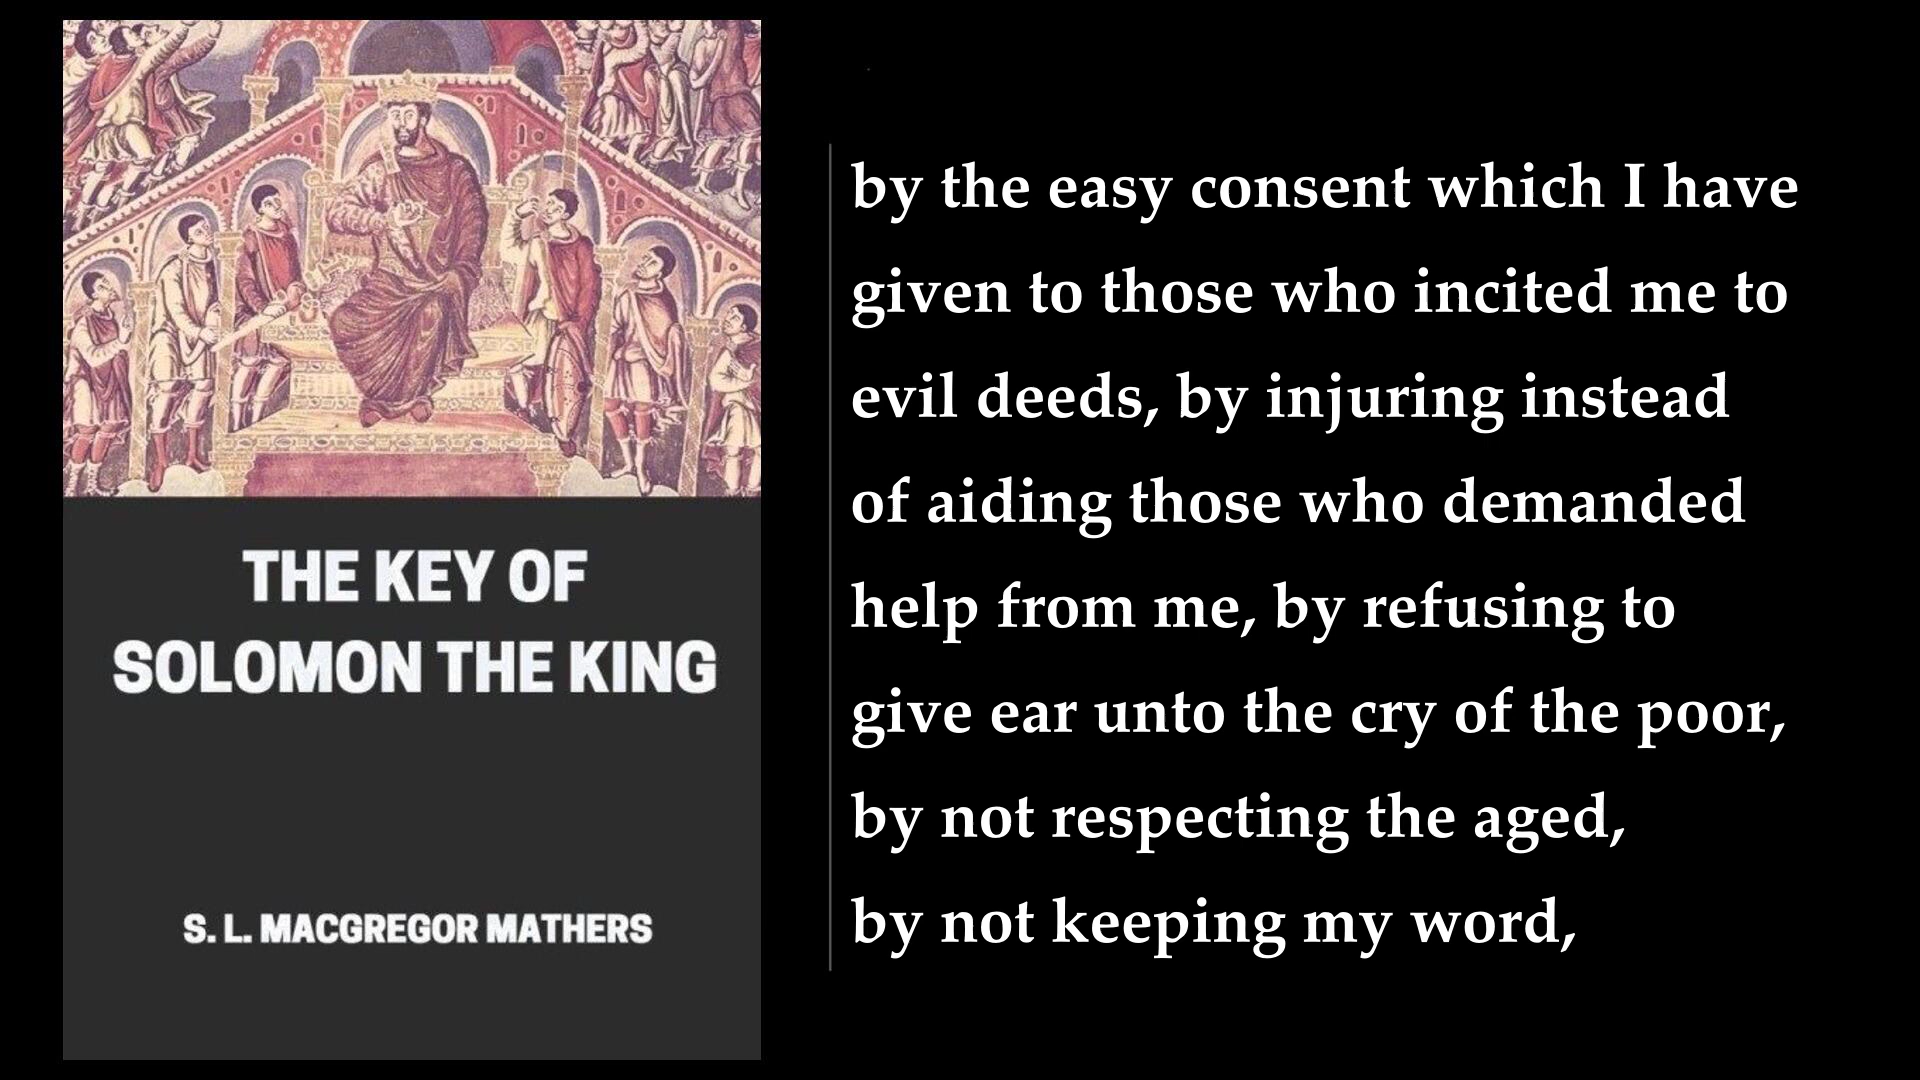 THE KEY OF
SOLOMON THE KING
S. L. MACGREGOR MATHERS
by the easy consent which I have
given to those who incited me to
evil deeds, by injuring instead
of aiding those who demanded
help from me, by refusing to
give ear unto the cry of the poor,
by not respecting the aged,
by not keeping my word,